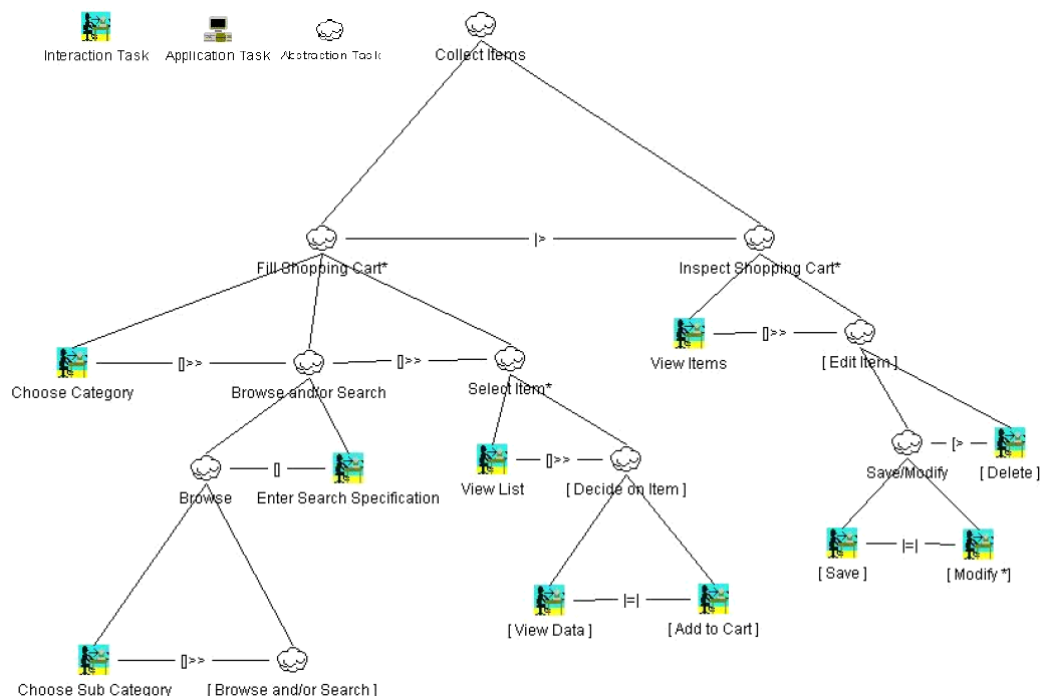 Interaction Task Application Task Abstraction Task Collect Items
|>
Fill Shopping Cart* Inspect Shopping Cart*
[]>> []>> []>>
View Items [ Edit Item ]
Choose Category Browse and/or Search Select Item*
[] []>> [>
Browse Enter Search Specification View List [ Decide on Item ] Save/Modify [ Delete ]
|=|
[ Save ] [ Modify *]
|=|
[ View Data ] [ Add to Cart ]
[]>>
Choose Sub Category [ Browse and/or Search ]